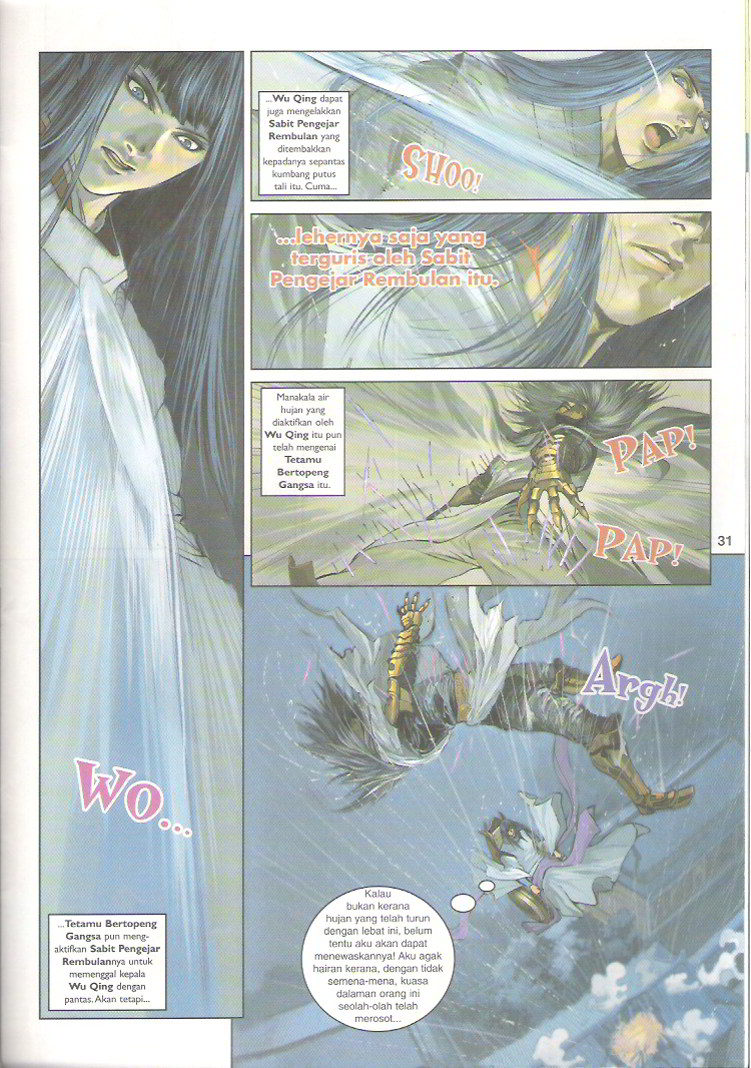 WO...
...Tetamu Bertopeng
Gangsa pun meng-
aktifkan Sabit Pengejar
Rembulannya untuk
memenggal kepala
Wu Qing dengan
pantas. Akan tetapi...
...Wu Qing dapat
juga mengelakkan
Sabit Pengejar
Rembulan yang
ditembakkan
kepadanya sepantas
kumbang putus
tali itu. Cuma...
SHOO!
...lehernya saja yang
terguris oleh Sabit
Pengejar Rembulan itu.
Manakala air
hujan yang
diaktifkan oleh
Wu Qing itu pun
telah mengenai
Tetamu
Bertopeng
Gangsa itu.
PAP!
PAP!
31
Argh!
Kalau
bukan kerana
hujan yang telah turun
dengan lebat ini, belum
tentu aku akan dapat
menewaskannya! Aku agak
hairan kerana, dengan tidak
semena-mena, kuasa
dalaman orang ini
seolah-olah telah
merosot...